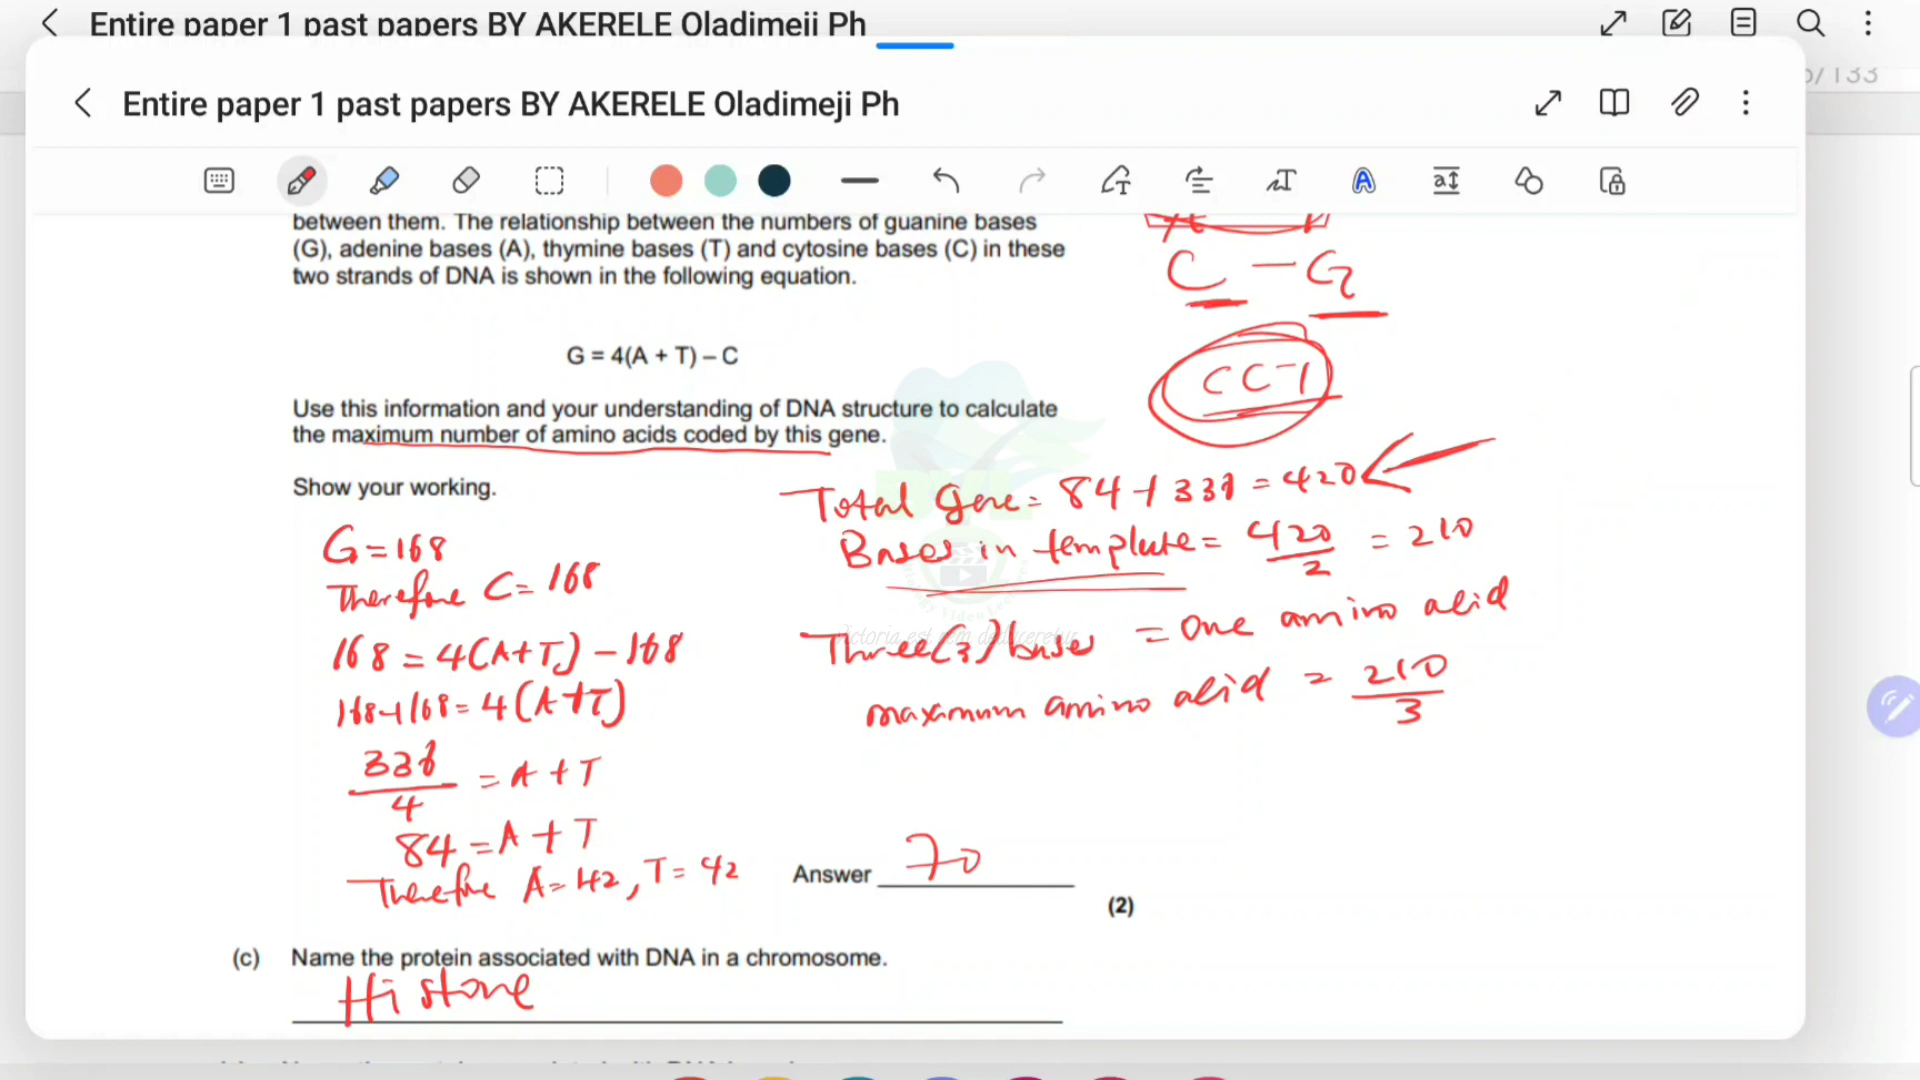 Entire paper 1 past papers BY AKERELE Oladimeji Ph
/133
Entire paper 1 past papers BY AKERELE Oladimeji Ph
between them. The relationship between the numbers of guanine bases
(G), adenine bases (A), thymine bases (T) and cytosine bases (C) in these
two strands of DNA is shown in the following equation.
C - G
G = 4(A + T) – C
CCT
Use this information and your understanding of DNA structure to calculate
the maximum number of amino acids coded by this gene.
Show your working.
Total Gene = 84 + 336 = 420
G = 168
Bases in template = 420/2 = 210
Therefore C = 168
Three(3) bases = one amino acid
168 = 4(A+T) - 168
maximum amino acid = 210/3
168+168 = 4(A+T)
336/4 = A + T
84 = A + T
Therefore A = 42, T = 42
Answer 70
(2)
(c) Name the protein associated with DNA in a chromosome.
Histone